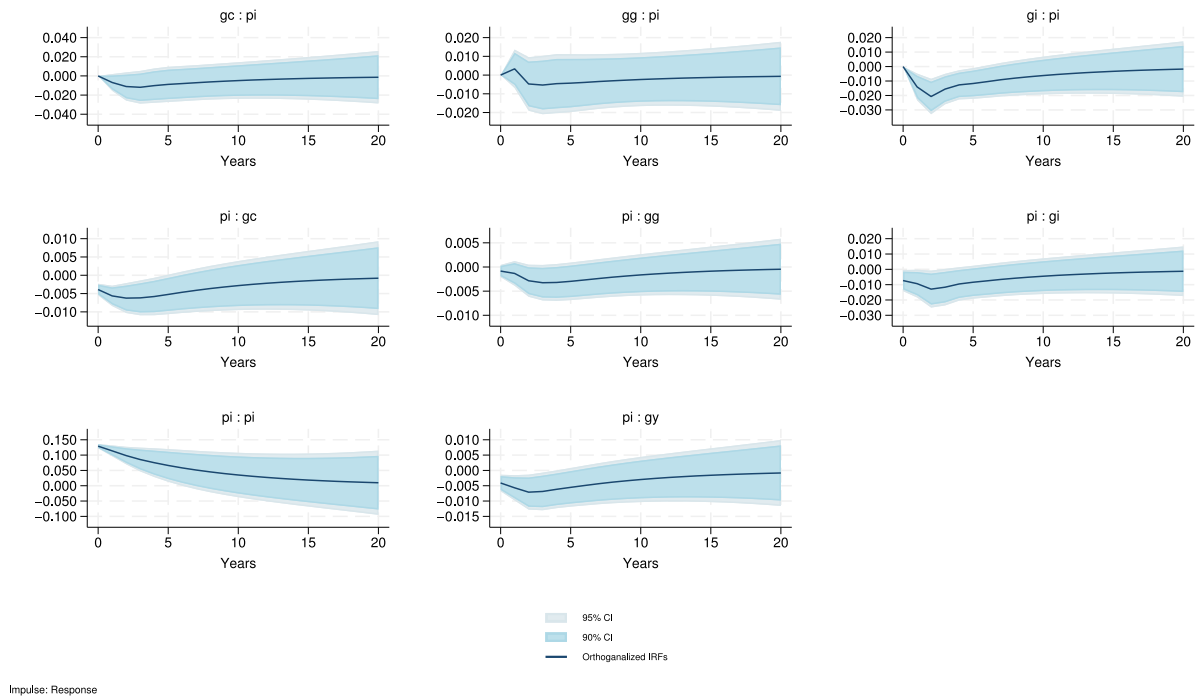 gc : pi
0.040
0.020
0.000
−0.020
−0.040
0 5 10 15 20
Years
gg : pi
0.020
0.010
0.000
−0.010
−0.020
0 5 10 15 20
Years
gi : pi
0.020
0.010
0.000
−0.010
−0.020
−0.030
0 5 10 15 20
Years
pi : gc
0.010
0.005
0.000
−0.005
−0.010
0 5 10 15 20
Years
pi : gg
0.005
0.000
−0.005
−0.010
0 5 10 15 20
Years
pi : gi
0.020
0.010
0.000
−0.010
−0.020
−0.030
0 5 10 15 20
Years
pi : pi
0.150
0.100
0.050
0.000
−0.050
−0.100
0 5 10 15 20
Years
pi : gy
0.010
0.005
0.000
−0.005
−0.010
−0.015
0 5 10 15 20
Years
95% CI
90% CI
Orthoganalized IRFs
Impulse: Response